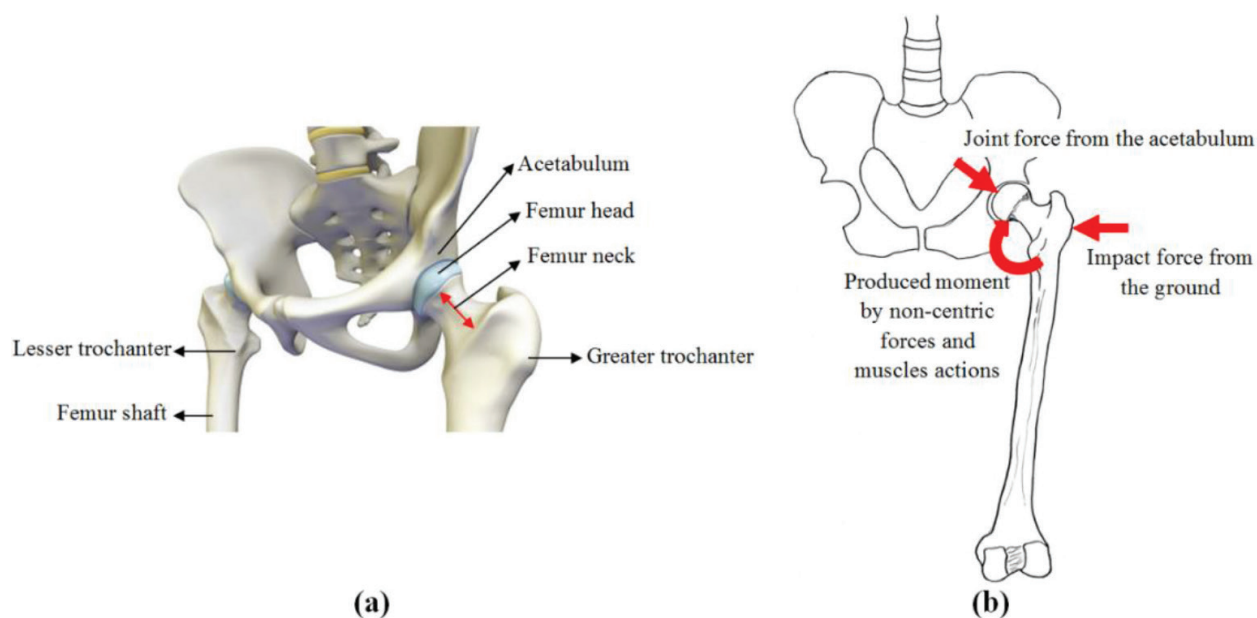 Acetabulum
Femur head
Femur neck
Lesser trochanter
Greater trochanter
Femur shaft
(a)
Joint force from the acetabulum
Impact force from
the ground
Produced moment
by non-centric
forces and
muscles actions
(b)